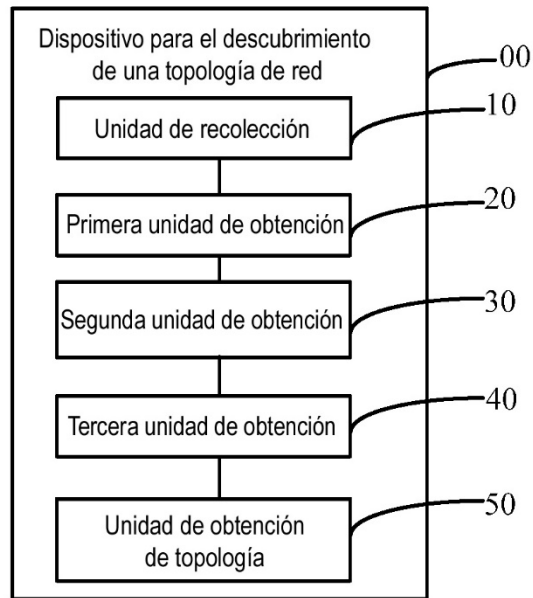 Dispositivo para el descubrimiento
de una topología de red
00
Unidad de recolección
10
Primera unidad de obtención
20
Segunda unidad de obtención
30
Tercera unidad de obtención
40
Unidad de obtención
de topología
50